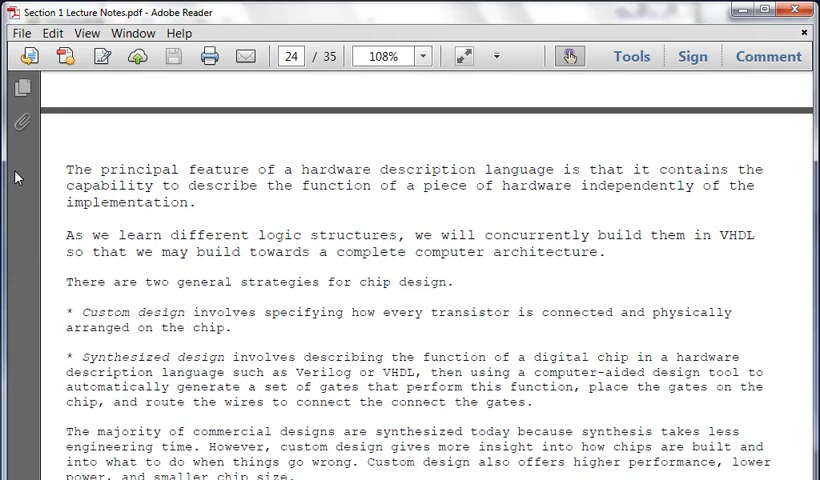 Section 1 Lecture Notes.pdf - Adobe Reader
File Edit View Window Help
24 / 35 108% Tools Sign Comment
The principal feature of a hardware description language is that it contains the
capability to describe the function of a piece of hardware independently of the
implementation.
As we learn different logic structures, we will concurrently build them in VHDL
so that we may build towards a complete computer architecture.
There are two general strategies for chip design.
* Custom design involves specifying how every transistor is connected and physically
arranged on the chip.
* Synthesized design involves describing the function of a digital chip in a hardware
description language such as Verilog or VHDL, then using a computer-aided design tool to
automatically generate a set of gates that perform this function, place the gates on the
chip, and route the wires to connect the connect the gates.
The majority of commercial designs are synthesized today because synthesis takes less
engineering time. However, custom design gives more insight into how chips are built and
into what to do when things go wrong. Custom design also offers higher performance, lower
power, and smaller chip size.